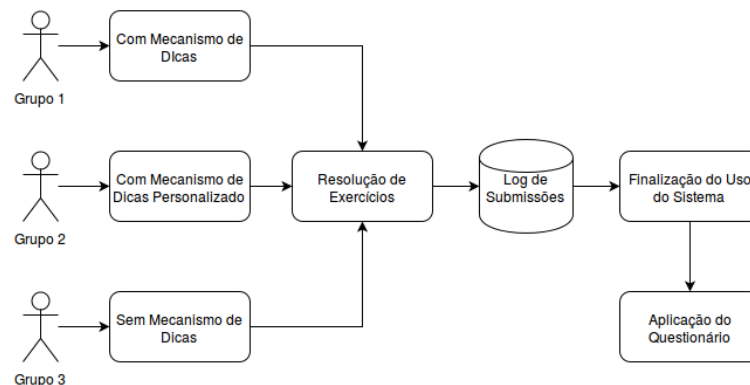 Com Mecanismo de
DIcas
Grupo 1
Com Mecanismo de
Dicas Personalizado
Grupo 2
Sem Mecanismo de
Dicas
Grupo 3
Resolução de
Exercícios
Log de
Submissões
Finalização do Uso
do Sistema
Aplicação do
Questionário